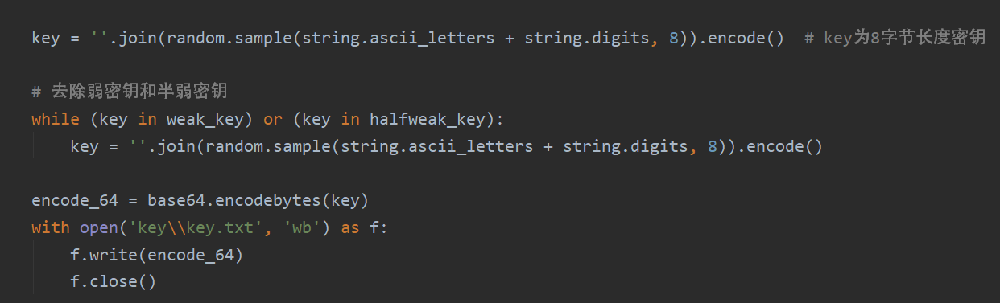 key = ''.join(random.sample(string.ascii_letters + string.digits, 8)).encode()  # key为8字节长度密钥
# 去除弱密钥和半弱密钥
while (key in weak_key) or (key in halfweak_key):
    key = ''.join(random.sample(string.ascii_letters + string.digits, 8)).encode()
encode_64 = base64.encodebytes(key)
with open('key\\key.txt', 'wb') as f:
    f.write(encode_64)
    f.close()